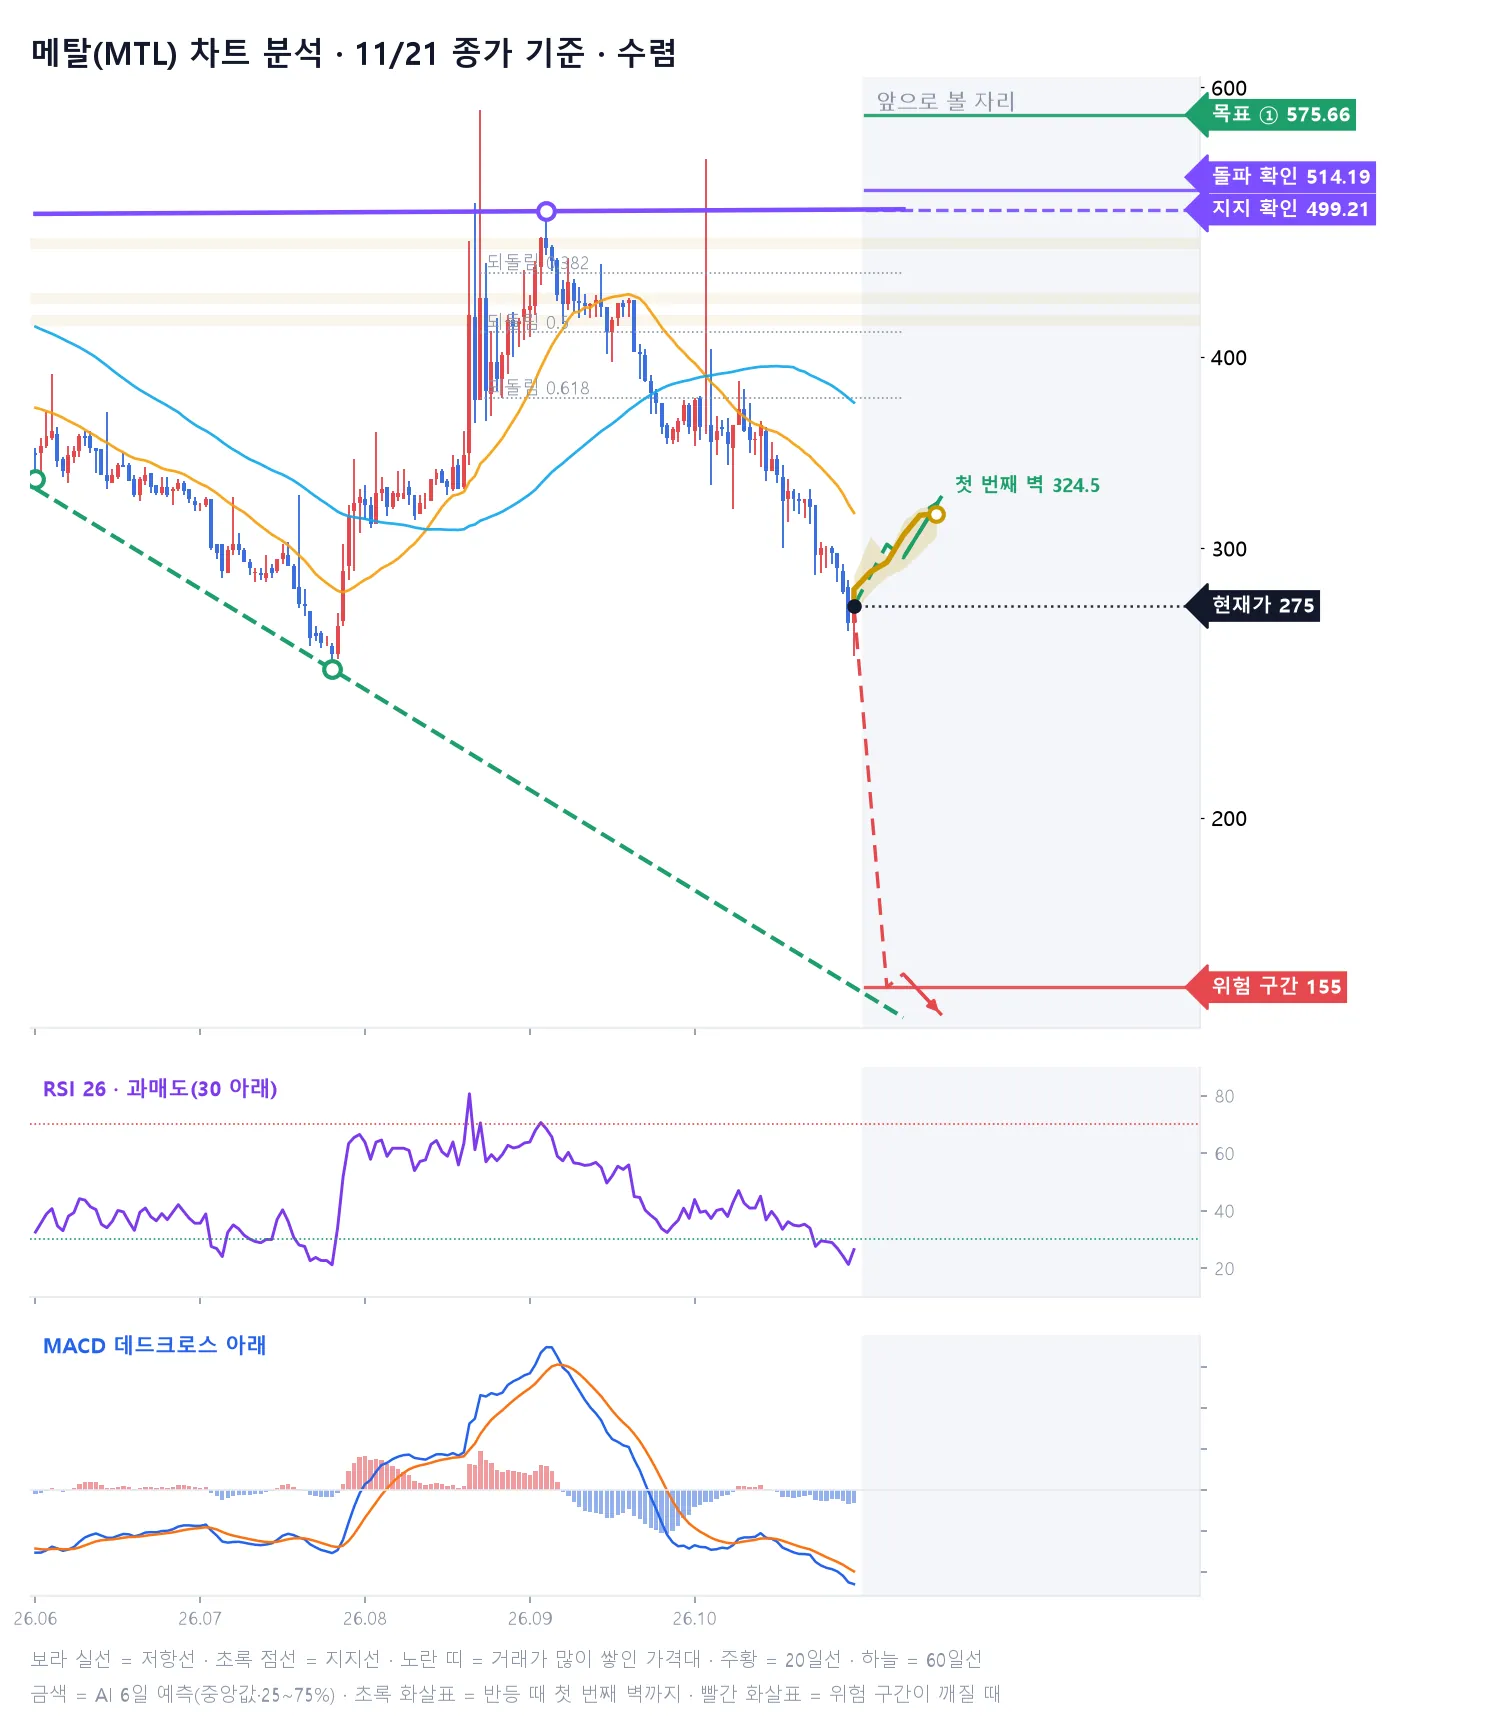 메탈(MTL) 차트 분석 · 11/21 종가 기준 · 수렴
앞으로 볼 자리
600
목표 ① 575.66
돌파 확인 514.19
지지 확인 499.21
되돌림 0.382
되돌림 0.5
400
되돌림 0.618
첫 번째 벽 324.5
300
현재가 275
200
위험 구간 155
RSI 26 · 과매도(30 아래)
80
60
40
20
MACD 데드크로스 아래
26.06 26.07 26.08 26.09 26.10
보라 실선 = 저항선 · 초록 점선 = 지지선 · 노란 띠 = 거래가 많이 쌓인 가격대 · 주황 = 20일선 · 하늘 = 60일선
금색 = AI 6일 예측(중앙값·25~75%) · 초록 화살표 = 반등 때 첫 번째 벽까지 · 빨간 화살표 = 위험 구간이 깨질 때